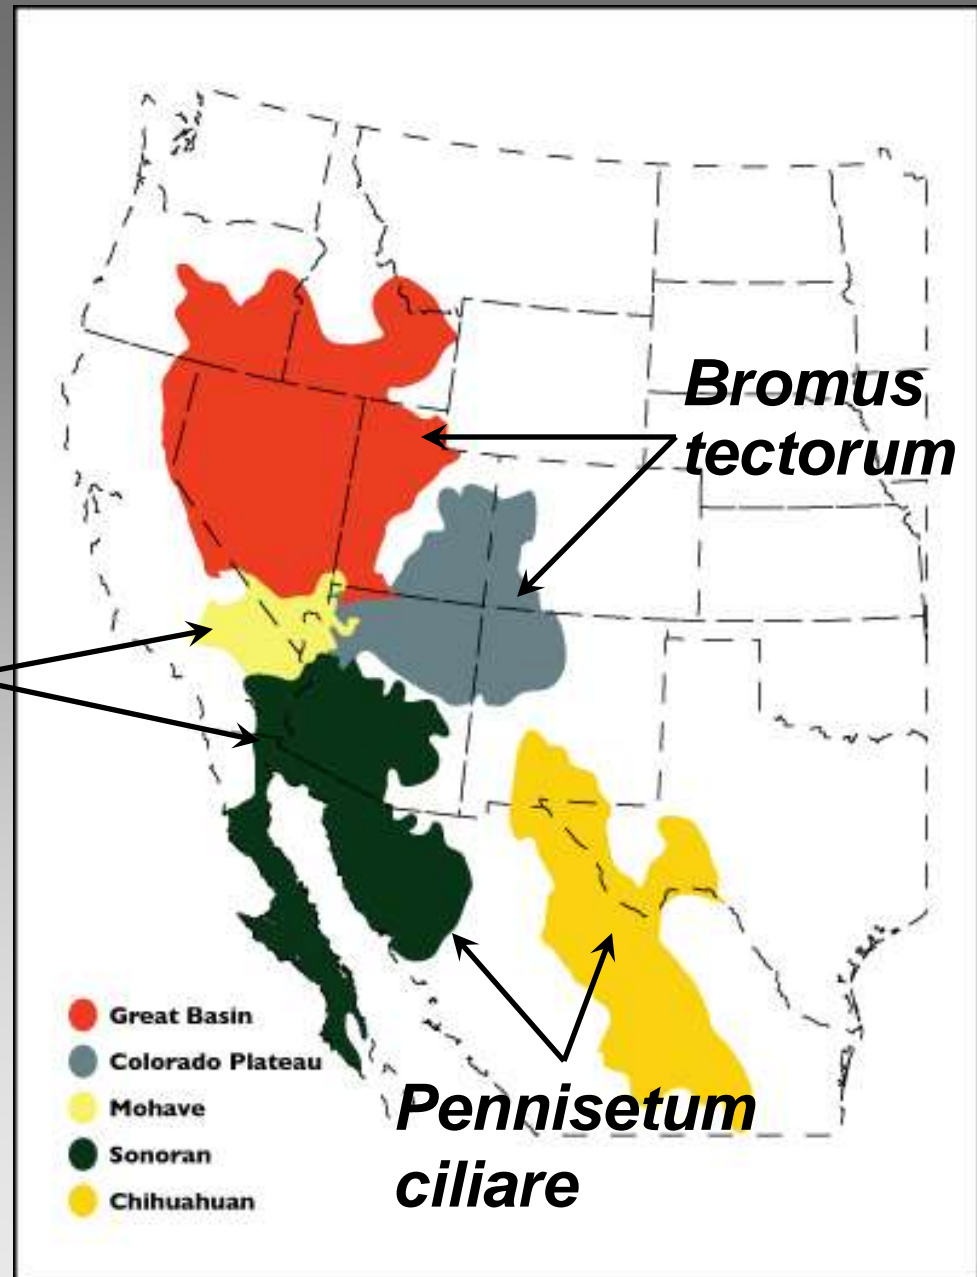 Bromus
tectorum
Great Basin
Colorado Plateau
Mohave
Sonoran
Chihuahuan
Pennisetum
ciliare